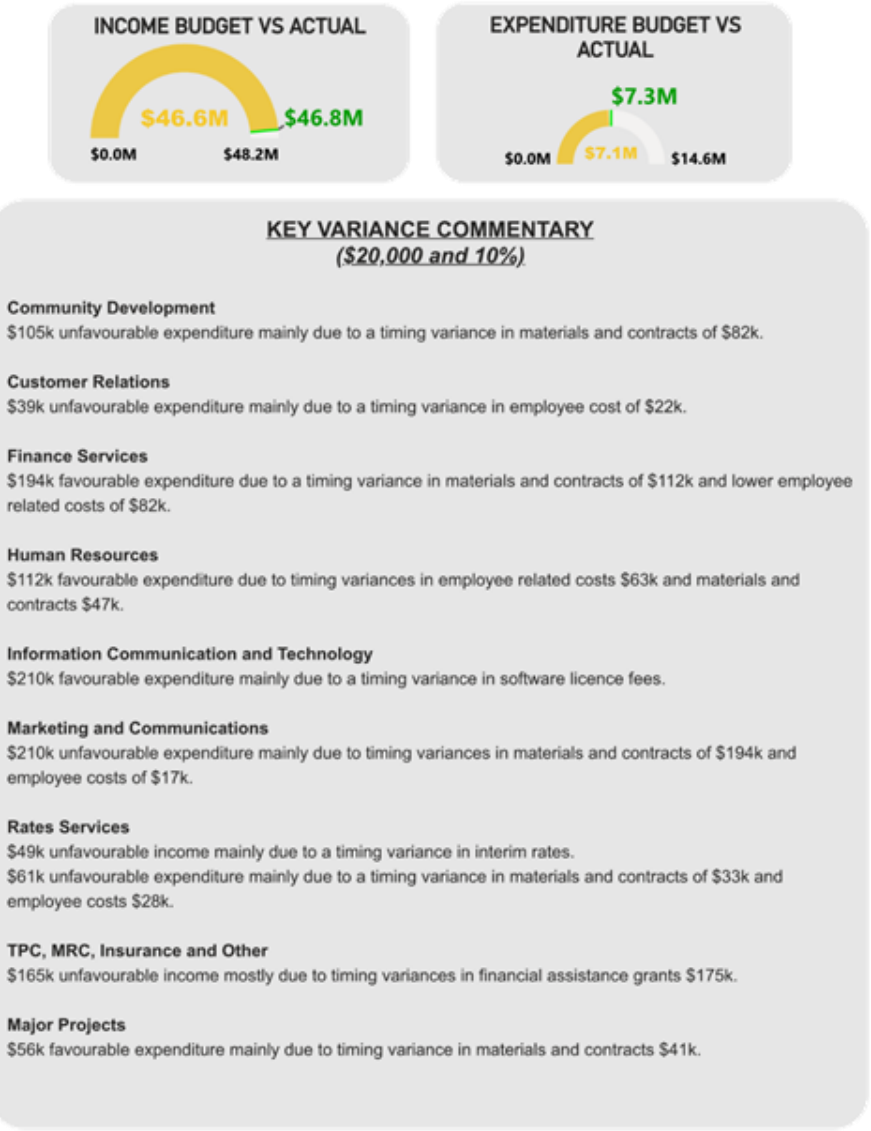 INCOME BUDGET VS ACTUAL
$46.6M
$46.8M
$0.0M
$48.2M
EXPENDITURE BUDGET VS
ACTUAL
$7.3M
$0.0M
$7.1M
$14.6M
KEY VARIANCE COMMENTARY
($20,000 and 10%)
Community Development
$105k unfavourable expenditure mainly due to a timing variance in materials and contracts of $82k.
Customer Relations
$39k unfavourable expenditure mainly due to a timing variance in employee cost of $22k.
Finance Services
$194k favourable expenditure due to a timing variance in materials and contracts of $112k and lower employee
related costs of $82k.
Human Resources
$112k favourable expenditure due to timing variances in employee related costs $63k and materials and
contracts $47k.
Information Communication and Technology
$210k favourable expenditure mainly due to a timing variance in software licence fees.
Marketing and Communications
$210k unfavourable expenditure mainly due to timing variances in materials and contracts of $194k and
employee costs of $17k.
Rates Services
$49k unfavourable income mainly due to a timing variance in interim rates.
$61k unfavourable expenditure mainly due to a timing variance in materials and contracts of $33k and
employee costs $28k.
TPC, MRC, Insurance and Other
$165k unfavourable income mostly due to timing variances in financial assistance grants $175k.
Major Projects
$56k favourable expenditure mainly due to timing variance in materials and contracts $41k.